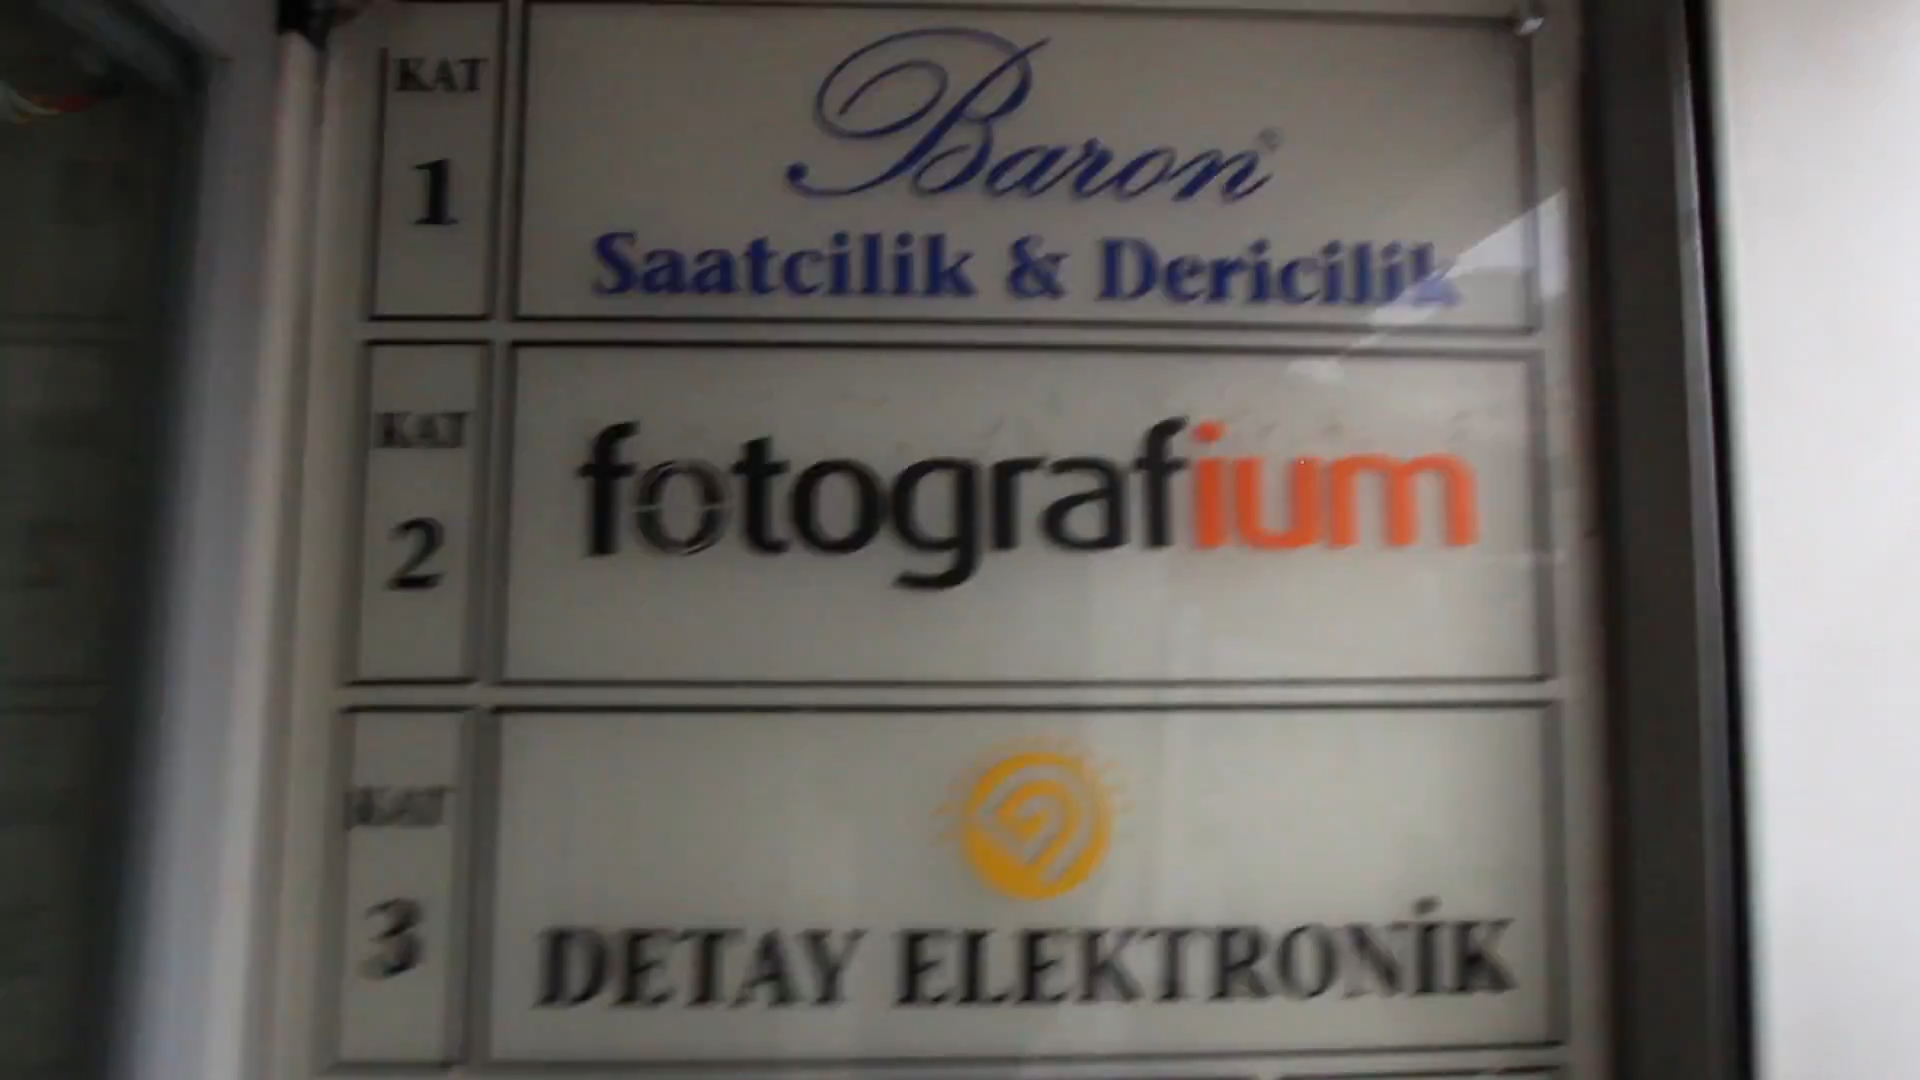 KAT
1
Baron
Saatcilik & Dericilik
KAT
2
fotografium
KAT
3
DETAY ELEKTRONİK